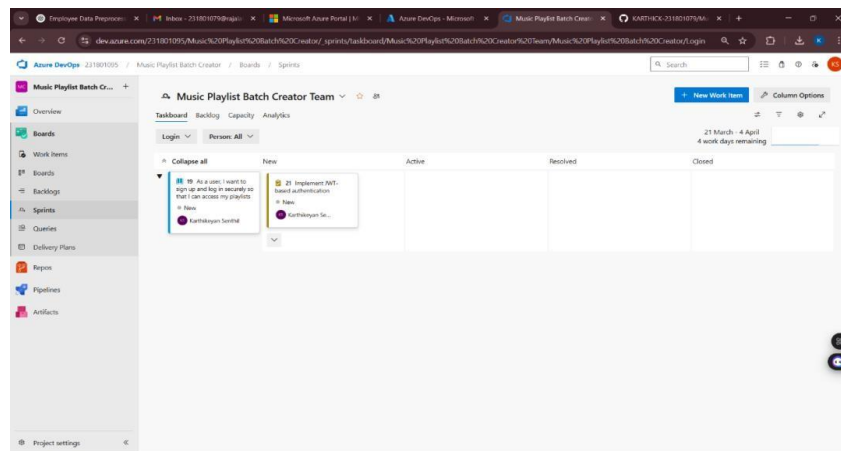 Employee Data Preproces
Inbox - 231801079@rajala
Microsoft Azure Portal | M
Azure DevOps - Microsoft
Music Playlist Batch Creato
KARTHICK-231801079/M
dev.azure.com/231801095/Music%20Playlist%20Batch%20Creator/_sprints/taskboard/Music%20Playlist%20Batch%20Creator%20Team/Music%20Playlist%20Batch%20Creator/Login
Azure DevOps 231801095 / Music Playlist Batch Creator / Boards / Sprints
Search
KS
Music Playlist Batch Cr... +
Overview
Boards
Work items
Boards
Backlogs
Sprints
Queries
Delivery Plans
Repos
Pipelines
Artifacts
Project settings
Music Playlist Batch Creator Team
+ New Work Item
Column Options
Taskboard Backlog Capacity Analytics
Login
Person: All
21 March - 4 April
4 work days remaining
Collapse all
New
Active
Resolved
Closed
19 As a user, I want to
sign up and log in securely so
that I can access my playlists
New
Karthikeyan Senthil
21 Implement JWT-
based authentication
New
Karthikeyan Se...